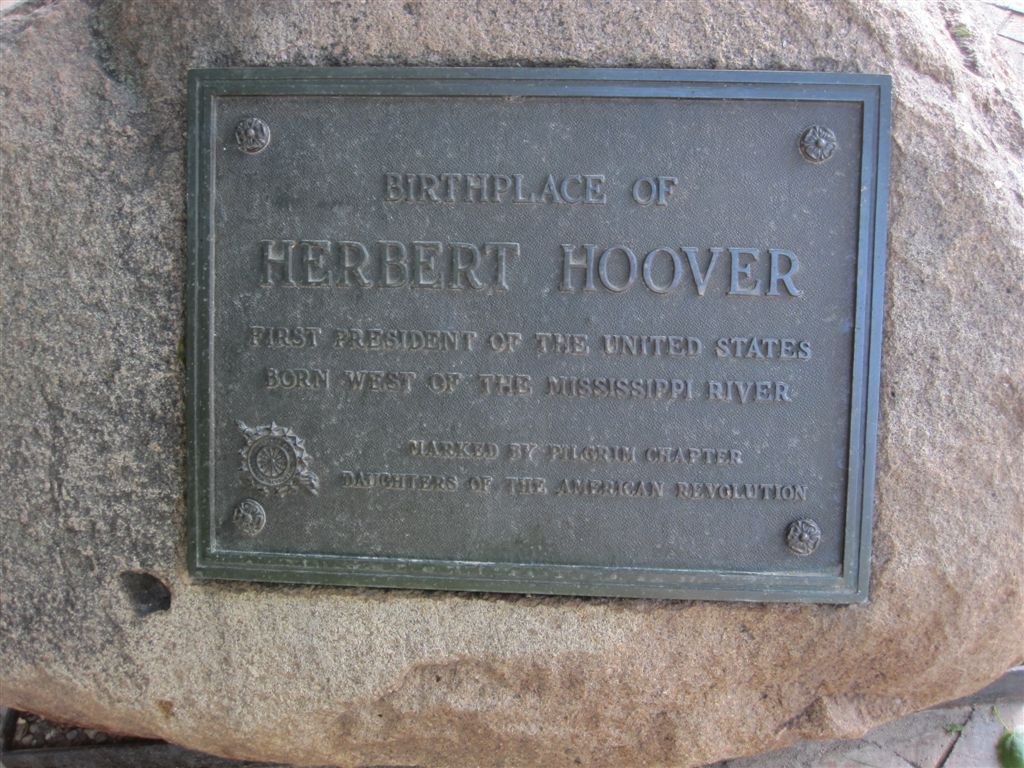 BIRTHPLACE OF
HERBERT HOOVER
FIRST PRESIDENT OF THE UNITED STATES
BORN WEST OF THE MISSISSIPPI RIVER
MARKED BY PILGRIM CHAPTER
DAUGHTERS OF THE AMERICAN REVOLUTION